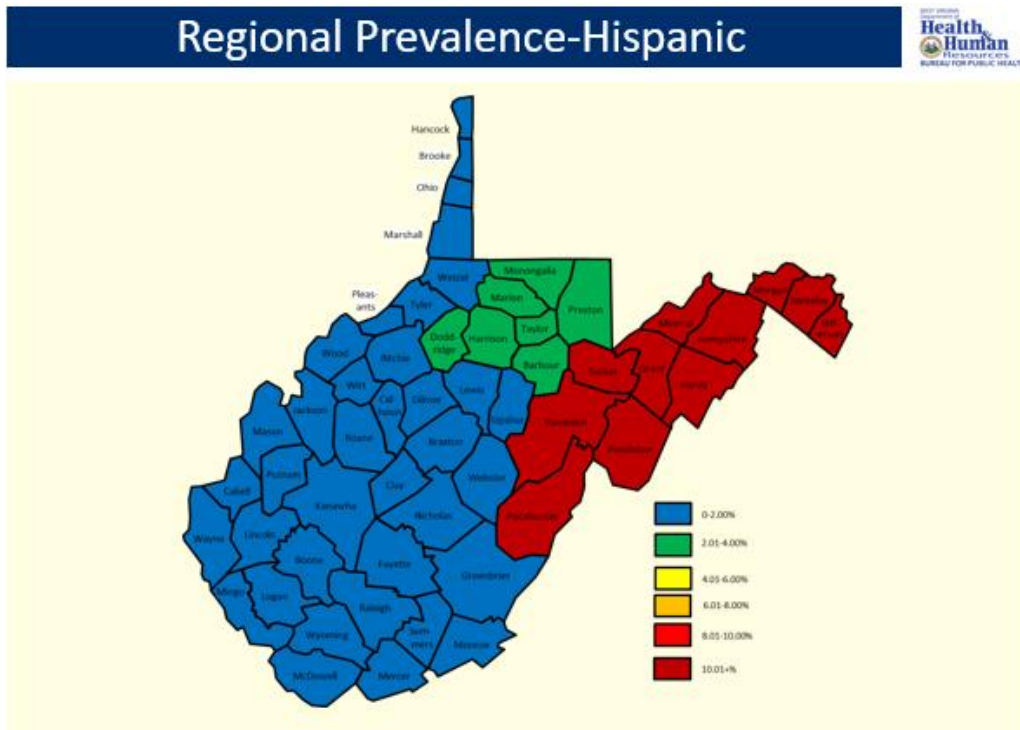 Regional Prevalence-Hispanic
WEST VIRGINIA
Department of
Health &
Human
Resources
BUREAU FOR PUBLIC HEALT
Hancock
Brooke
Ohio
Marshall
Wetzel
Monongalia
Marion
Preston
Pleas-
ants
Tyler
Dodd-
ridge
Harrison
Taylor
Barbour
Wood
Ritchie
Wirt
Cal-
houn
Gilmer
Lewis
Upshur
Jackson
Mason
Roane
Braxton
Webster
Putnam
Cabell
Kanawha
Clay
Nicholas
Wayne
Lincoln
Boone
Fayette
Greenbrier
Mingo
Logan
Raleigh
Wyoming
Sum-
mers
Monroe
McDowell
Mercer
Mineral
Hampshire
Morgan
Berkeley
Tucker
Grant
Hardy
Randolph
Pendleton
Pocahontas
0-2.00%
2.01-4.00%
4.01-6.00%
6.01-8.00%
8.01-10.00%
10.01+%